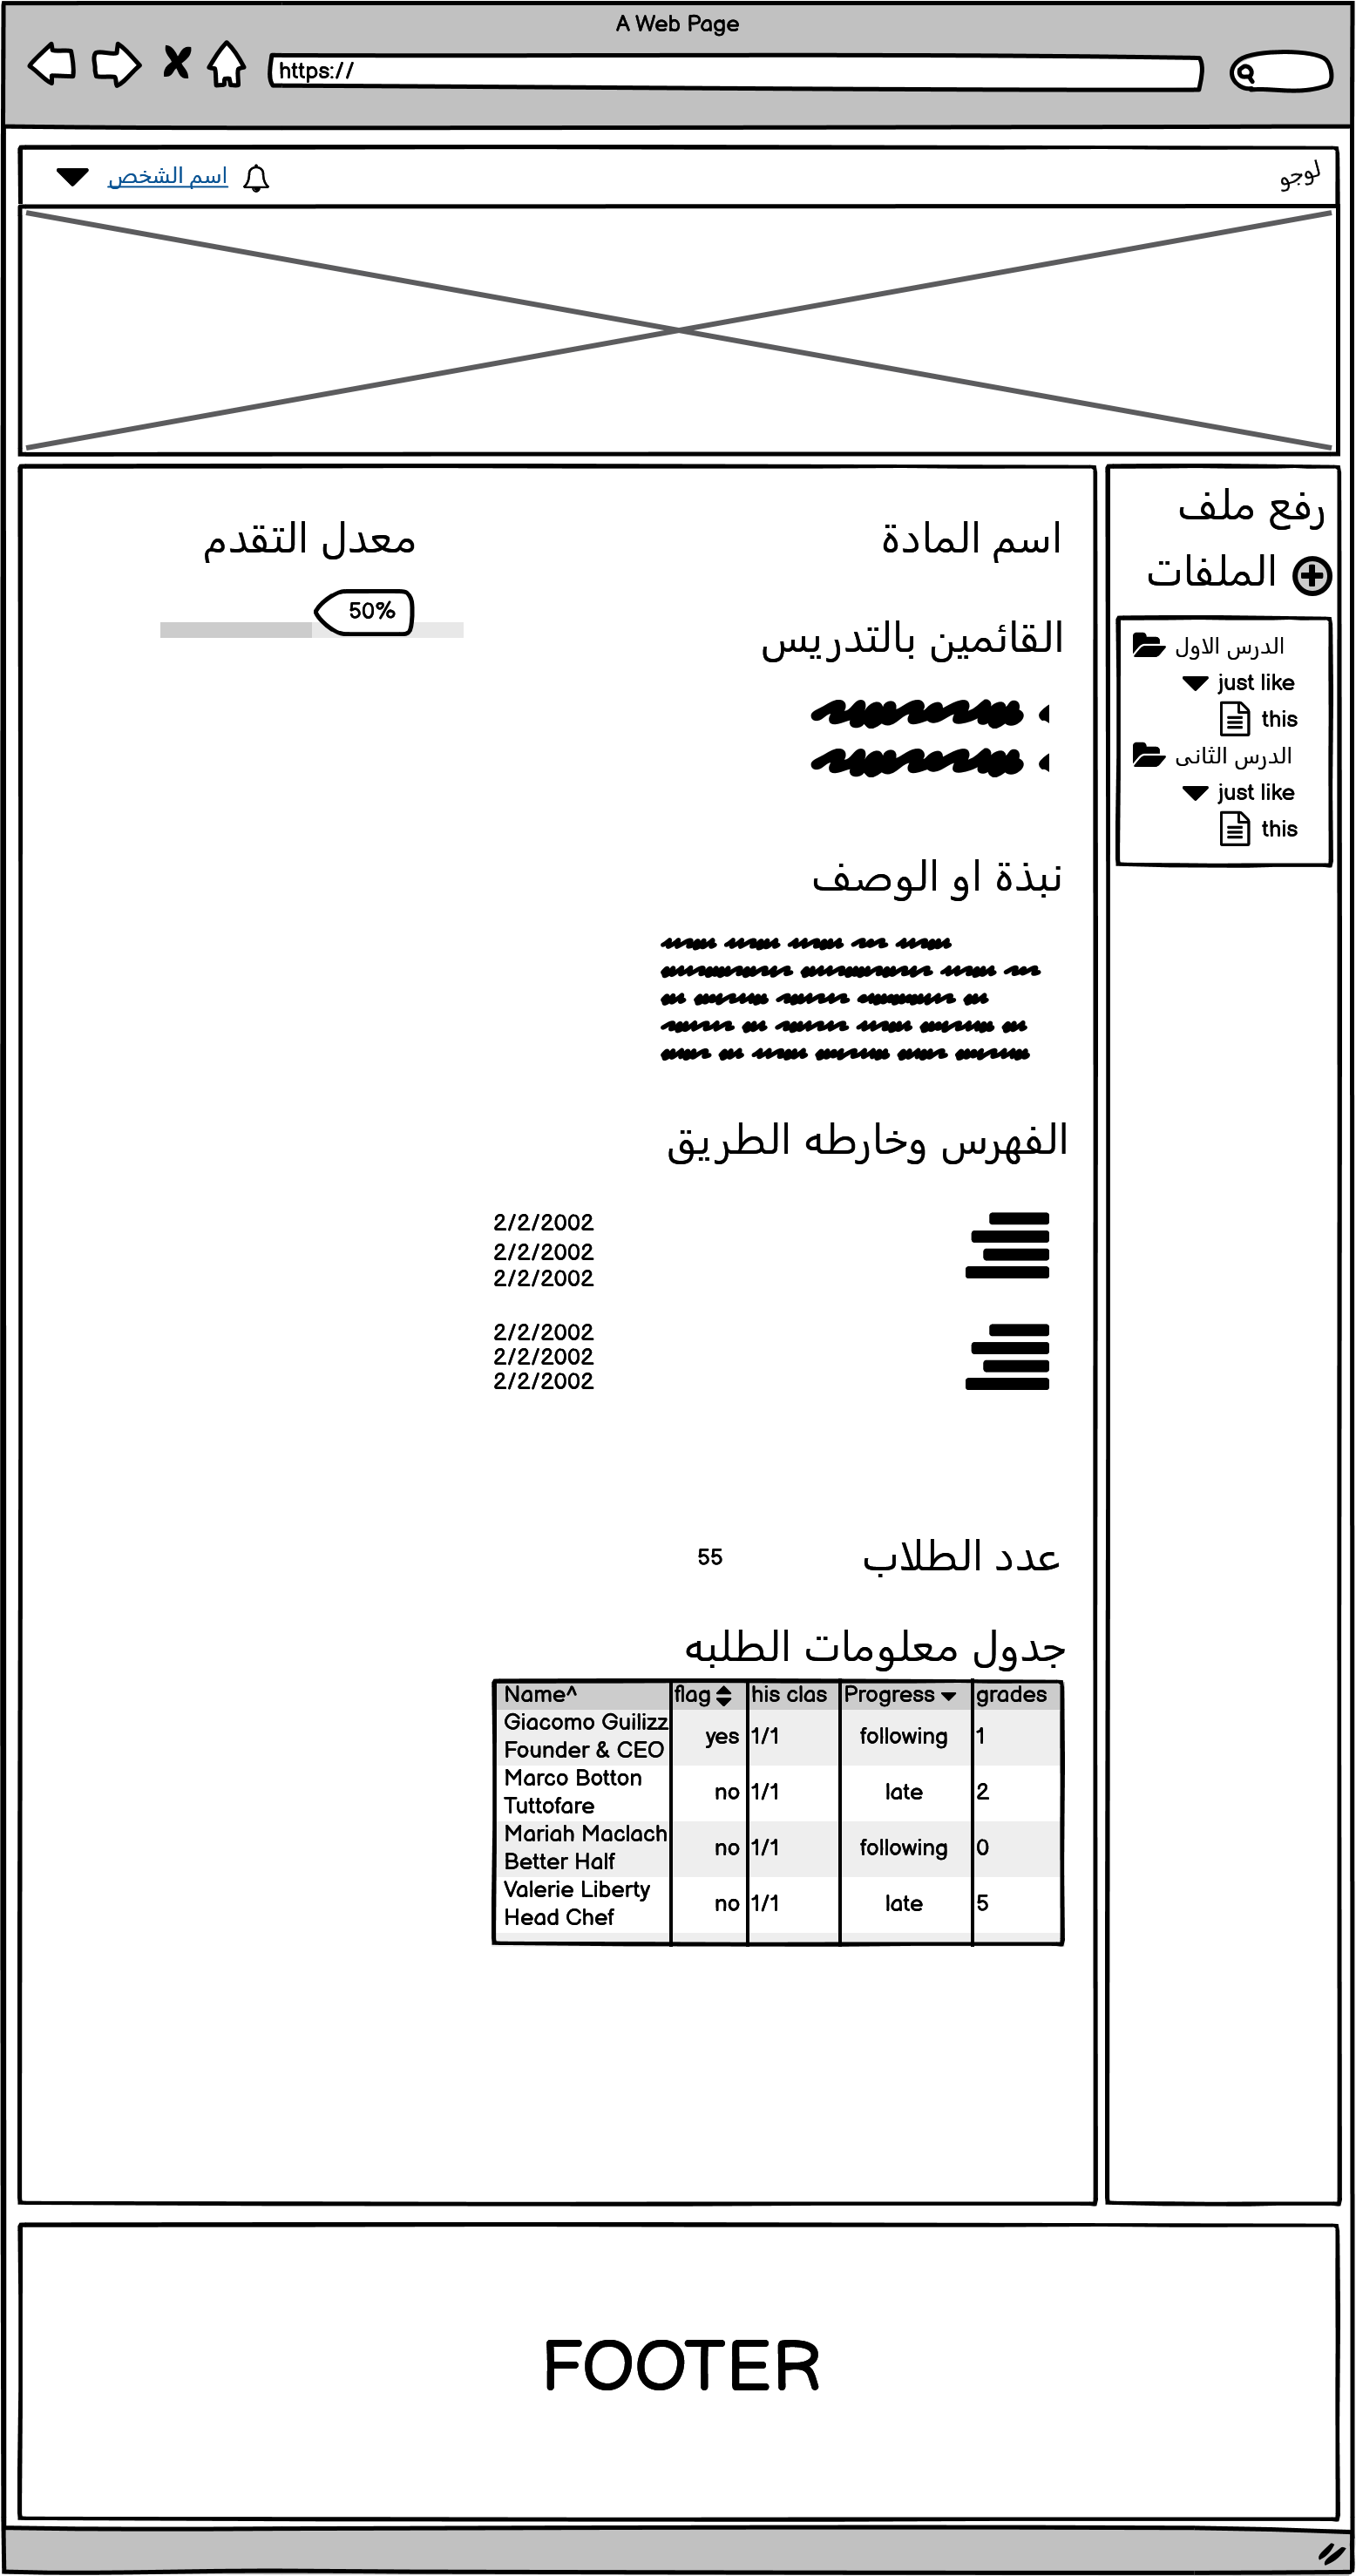 A Web Page
https://
لوجو
اسم الشخص
رفع ملف
الملفات
الدرس الاول
just like
this
الدرس الثانى
just like
this
اسم المادة
معدل التقدم
50%
القائمين بالتدريس
نبذة او الوصف
الفهرس وخارطه الطريق
2/2/2002
2/2/2002
2/2/2002
2/2/2002
2/2/2002
2/2/2002
عدد الطلاب 55
جدول معلومات الطلبه
Name^ flag his clas Progress grades
Giacomo Guilizz
Founder & CEO yes 1/1 following 1
Marco Botton
Tuttofare no 1/1 late 2
Mariah Maclach
Better Half no 1/1 following 0
Valerie Liberty
Head Chef no 1/1 late 5
FOOTER